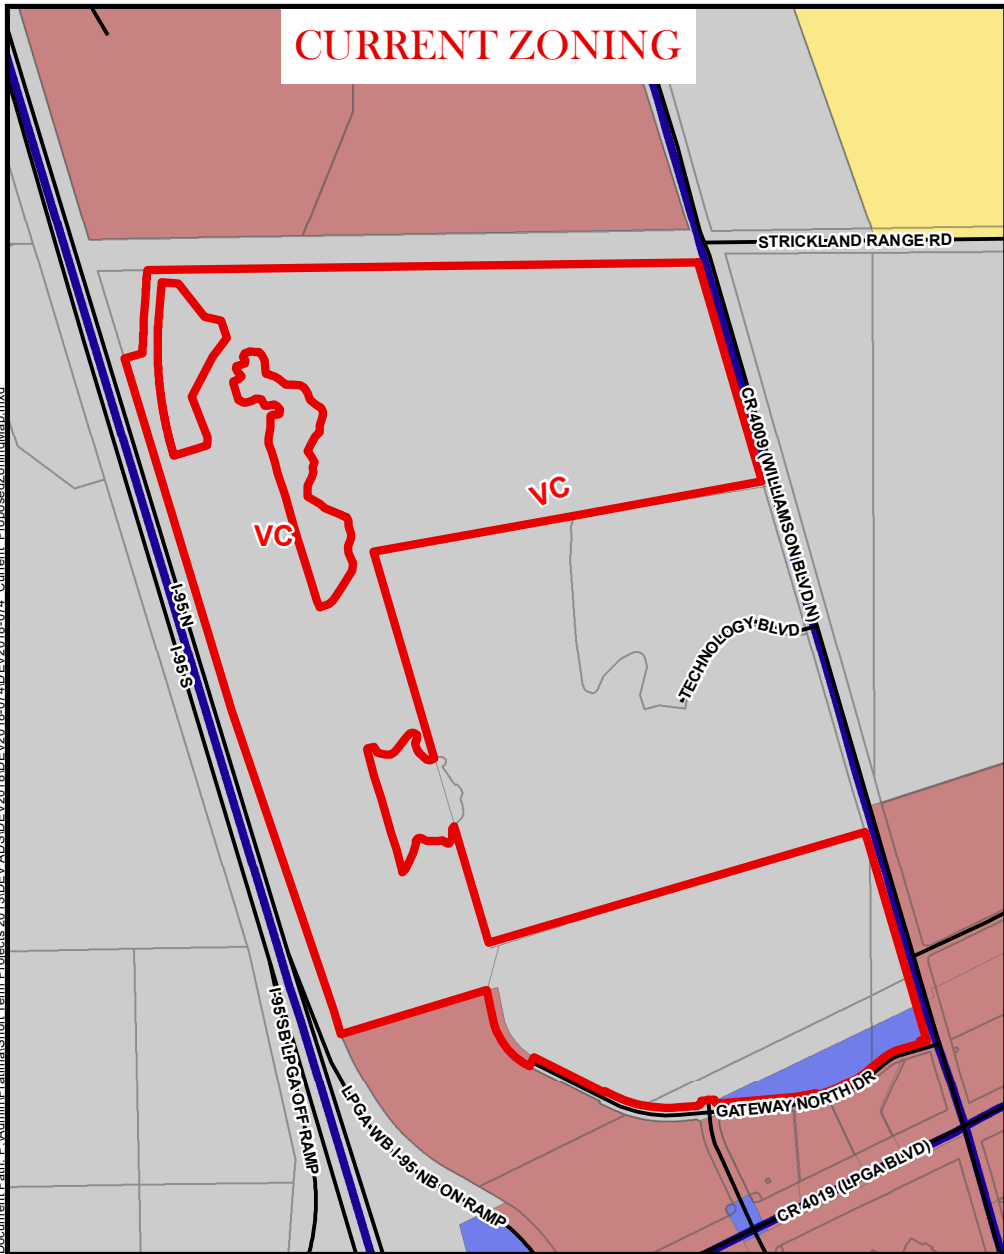 CURRENT ZONING
STRICKLAND RANGE RD
CR 4009 (WILLIAMSON BLVD N)
VC
VC
I-95 N
I-95 S
TECHNOLOGY BLVD
I-95 SB LPGA OFF RAMP
LPGA WB I-95 NB ON RAMP
GATEWAY NORTH DR
CR 4019 (LPGA BLVD)